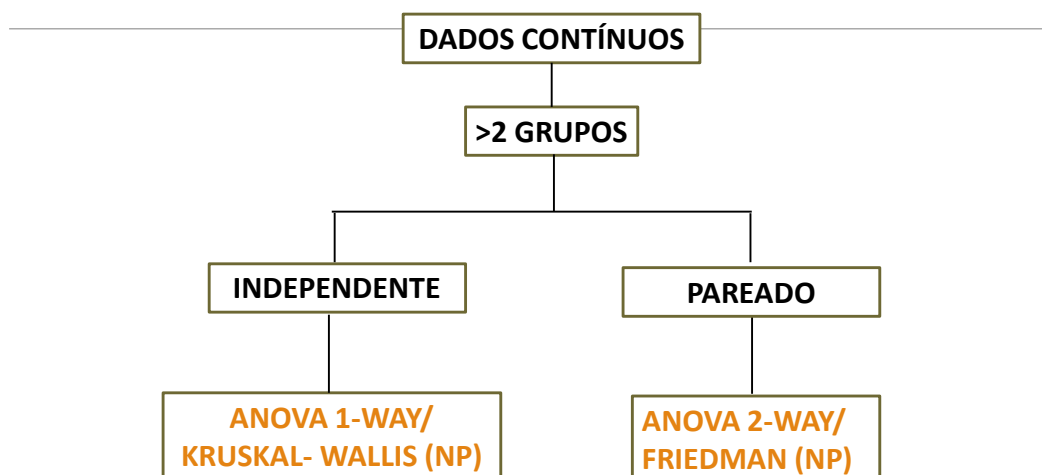 DADOS CONTÍNUOS
>2 GRUPOS
INDEPENDENTE
PAREADO
ANOVA 1-WAY/
KRUSKAL- WALLIS (NP)
ANOVA 2-WAY/
FRIEDMAN (NP)